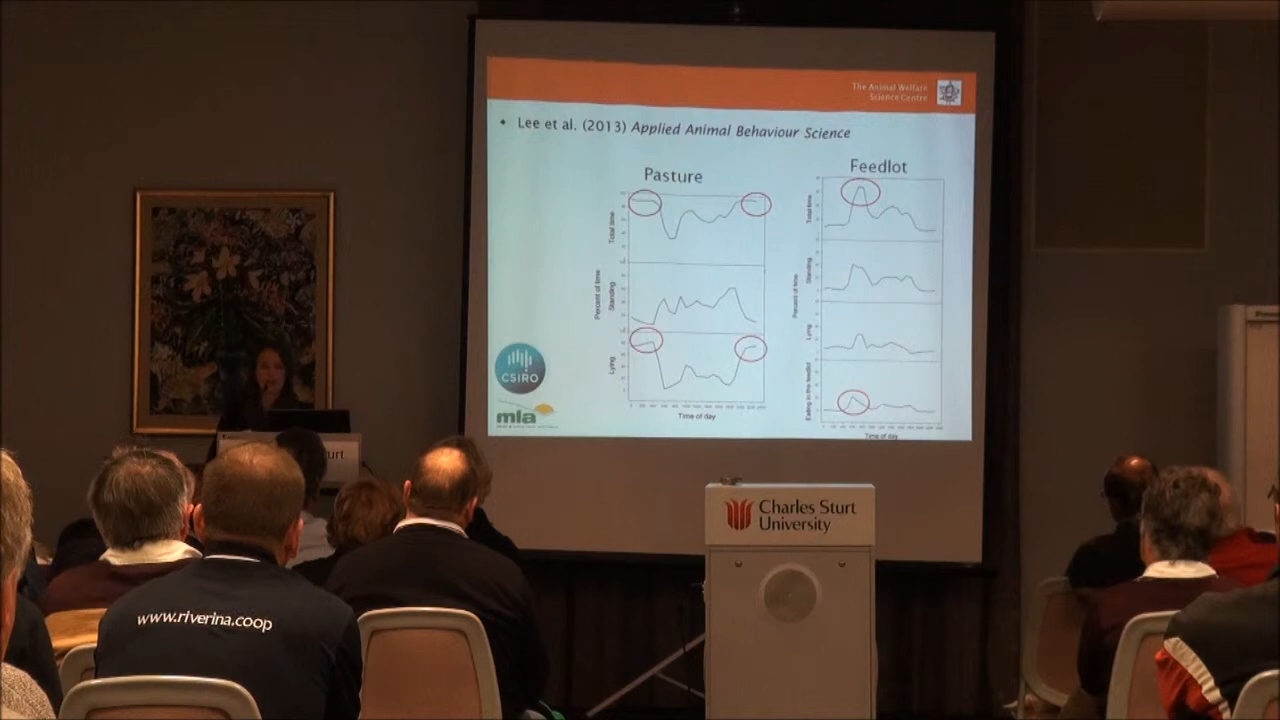 The Animal Welfare
Science Centre
• Lee et al. (2013) Applied Animal Behaviour Science
Pasture
Feedlot
Total time
Standing
Lying
Percent of time
Time of day
Total time
Standing
Lying
Eating in the feedlot
Percent of time
Time of day
CSIRO
mla
urt
Charles Sturt
University
www.riverina.coop